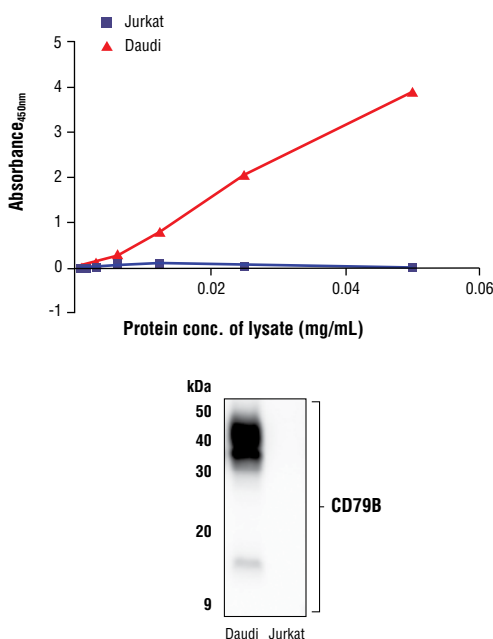 Jurkat
Daudi
Absorbance450nm
5
4
3
2
1
0
-1
0.02 0.04 0.06
Protein conc. of lysate (mg/mL)
kDa
50
40
30
20
9
CD79B
Daudi Jurkat